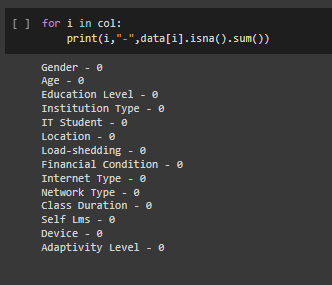 [ ] for i in col:
print(i,"-",data[i].isna().sum())
Gender - 0
Age - 0
Education Level - 0
Institution Type - 0
IT Student - 0
Location - 0
Load-shedding - 0
Financial Condition - 0
Internet Type - 0
Network Type - 0
Class Duration - 0
Self Lms - 0
Device - 0
Adaptivity Level - 0